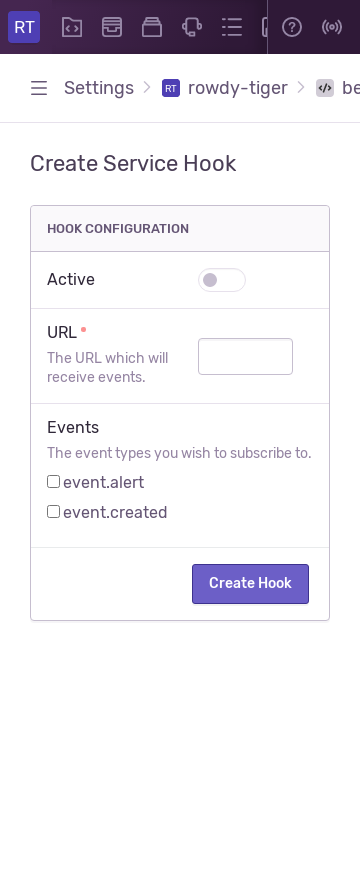 RT
Settings
RT rowdy-tiger
be
Create Service Hook
HOOK CONFIGURATION
Active
URL
The URL which will
receive events.
Events
The event types you wish to subscribe to.
event.alert
event.created
Create Hook